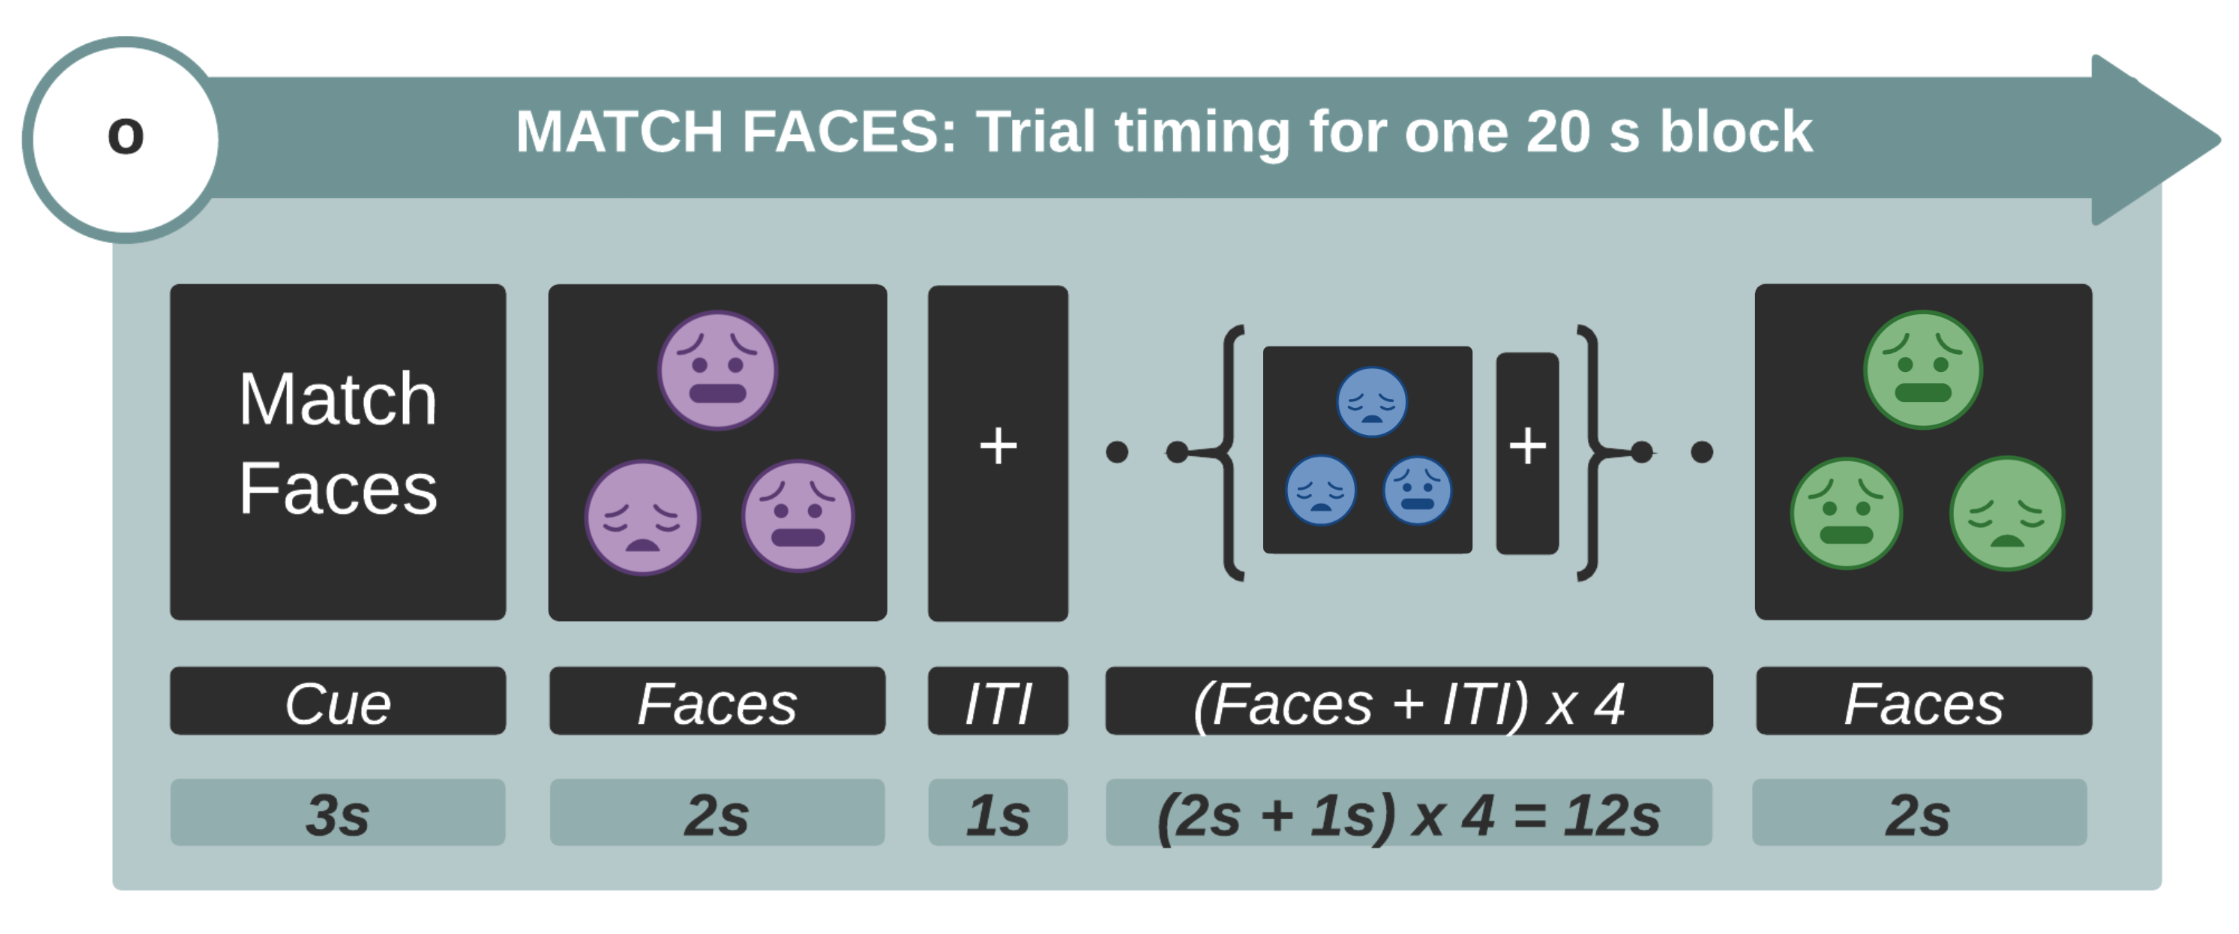 o
MATCH FACES: Trial timing for one 20 s block
Match
Faces
+
+
Cue
Faces
ITI
(Faces + ITI) x 4
Faces
3s
2s
1s
(2s + 1s) x 4 = 12s
2s